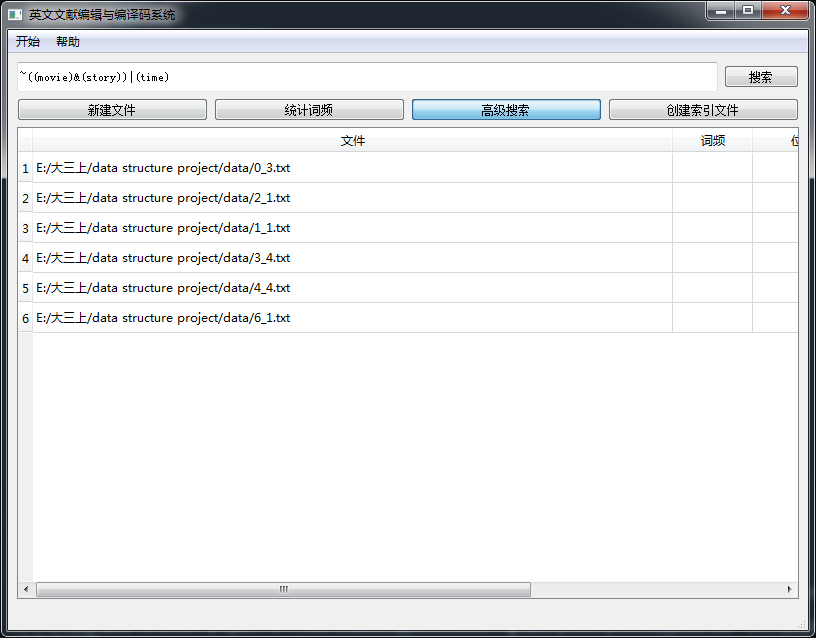 英文文献编辑与编译码系统
开始 帮助
~((movie)&(story))|(time) 搜索
新建文件 统计词频 高级搜索 创建索引文件
文件 词频
1 E:/大三上/data structure project/data/0_3.txt
2 E:/大三上/data structure project/data/2_1.txt
3 E:/大三上/data structure project/data/1_1.txt
4 E:/大三上/data structure project/data/3_4.txt
5 E:/大三上/data structure project/data/4_4.txt
6 E:/大三上/data structure project/data/6_1.txt